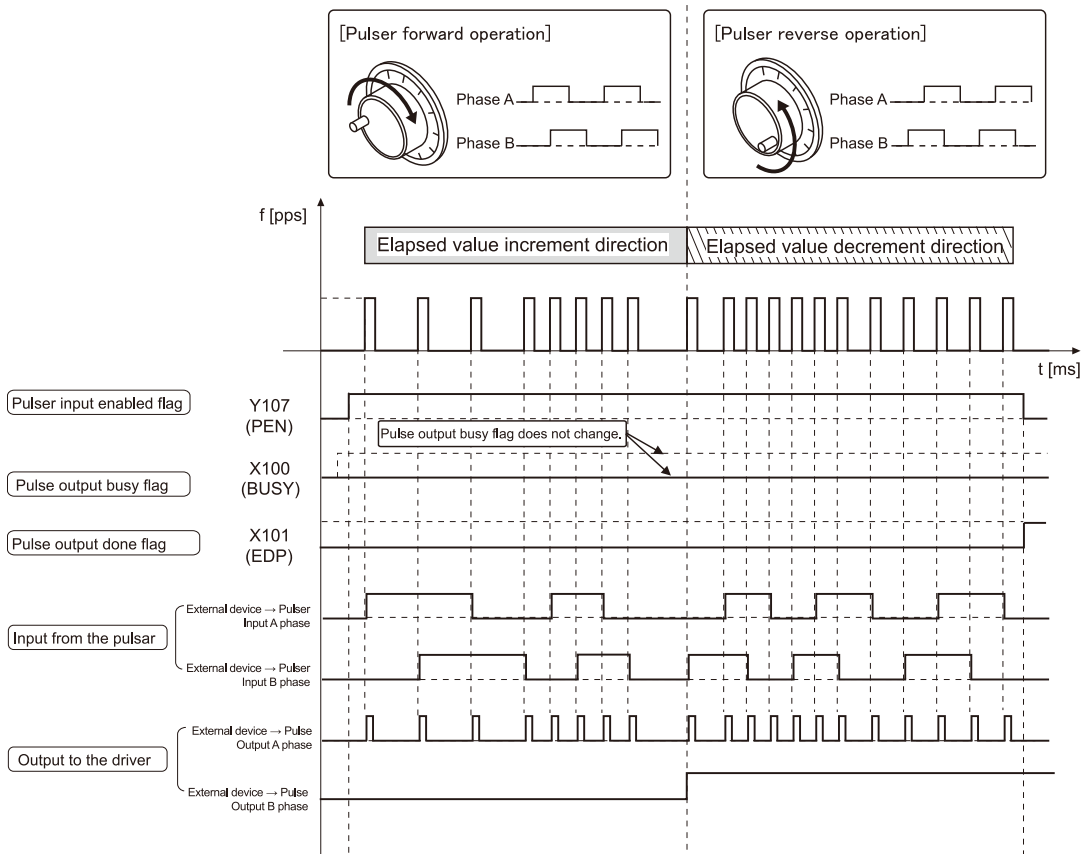 [Pulser forward operation]
Phase A
Phase B
[Pulser reverse operation]
Phase A
Phase B
f [pps]
Elapsed value increment direction
Elapsed value decrement direction
t [ms]
Pulser input enabled flag
Y107
(PEN)
Pulse output busy flag does not change.
Pulse output busy flag
X100
(BUSY)
Pulse output done flag
X101
(EDP)
Input from the pulsar
External device → Pulser
Input A phase
External device → Pulser
Input B phase
Output to the driver
External device → Pulse
Output A phase
External device → Pulse
Output B phase